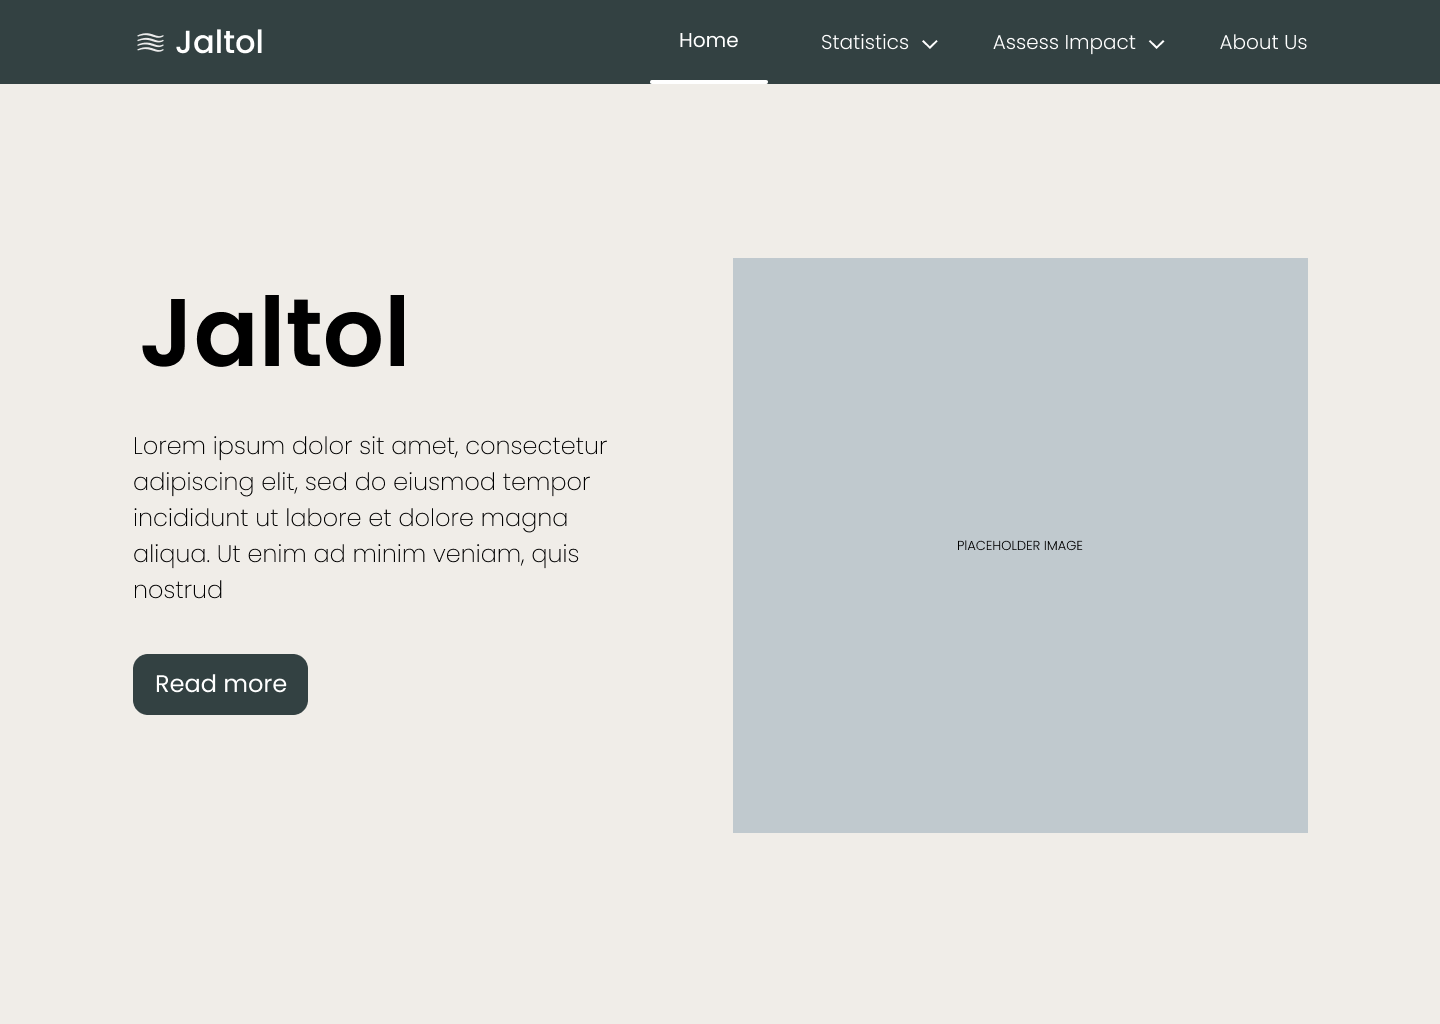 Jaltol
Home
Statistics
Assess Impact
About Us
Jaltol
Lorem ipsum dolor sit amet, consectetur
adipiscing elit, sed do eiusmod tempor
incididunt ut labore et dolore magna
aliqua. Ut enim ad minim veniam, quis
nostrud
Read more
PlACEHOLDER IMAGE